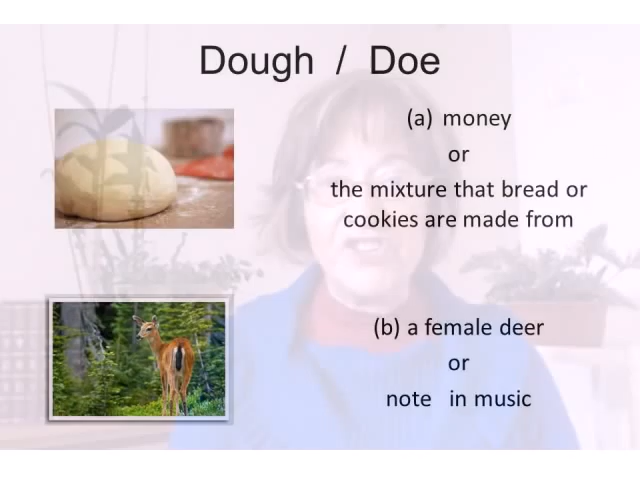 Dough / Doe
(a) money
or
the mixture that bread or
cookies are made from
(b) a female deer
or
note in music